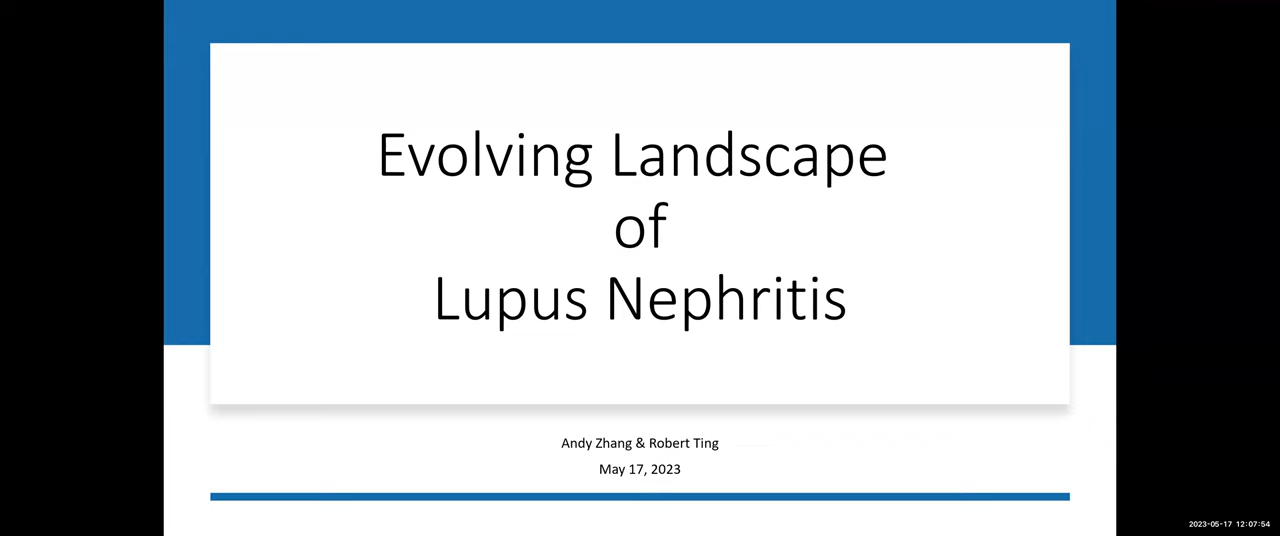 Evolving Landscape
of
Lupus Nephritis
Andy Zhang & Robert Ting
May 17, 2023
2023-05-17 12:07:54